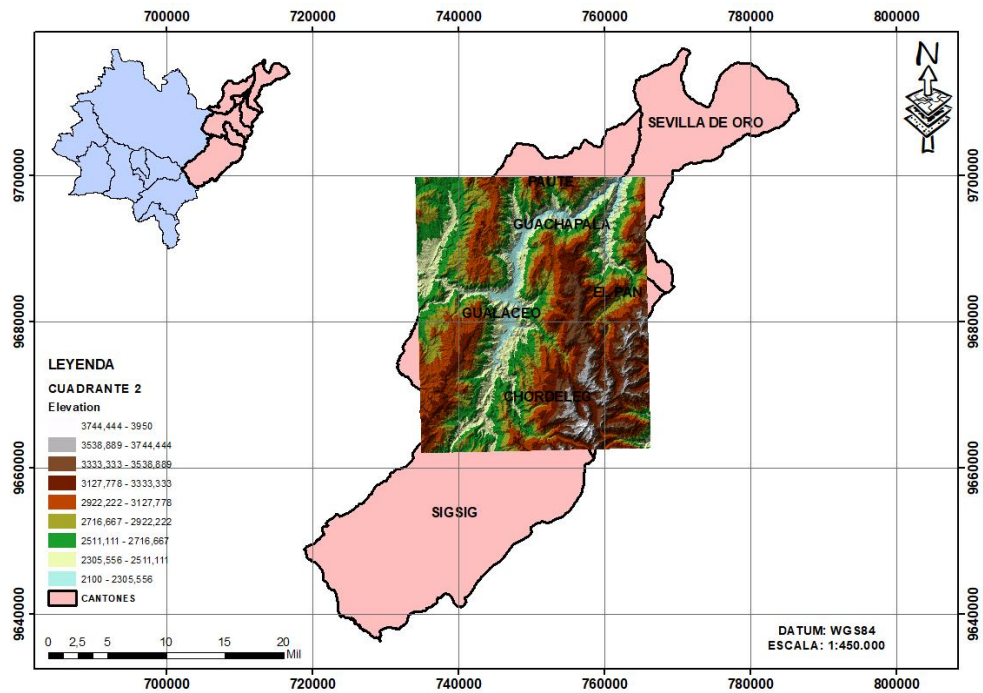 700000 720000 740000 760000 780000 800000
N
SEVILLA DE ORO
9700000 9700000
PAUTE
GUACHAPALA
EL PAN
9680000 9680000
GUALACEO
LEYENDA
CUADRANTE 2
Elevation
3744,444 - 3950
3538,889 - 3744,444
3333,333 - 3538,889
3127,778 - 3333,333
2922,222 - 3127,778
2716,667 - 2922,222
2511,111 - 2716,667
2305,556 - 2511,111
2100 - 2305,556
CANTONES
CHORDELEG
9660000 9660000
SIGSIG
9640000 9640000
0 2,5 5 10 15 20
Mil
DATUM: WGS84
ESCALA: 1:450.000
700000 720000 740000 760000 780000 800000